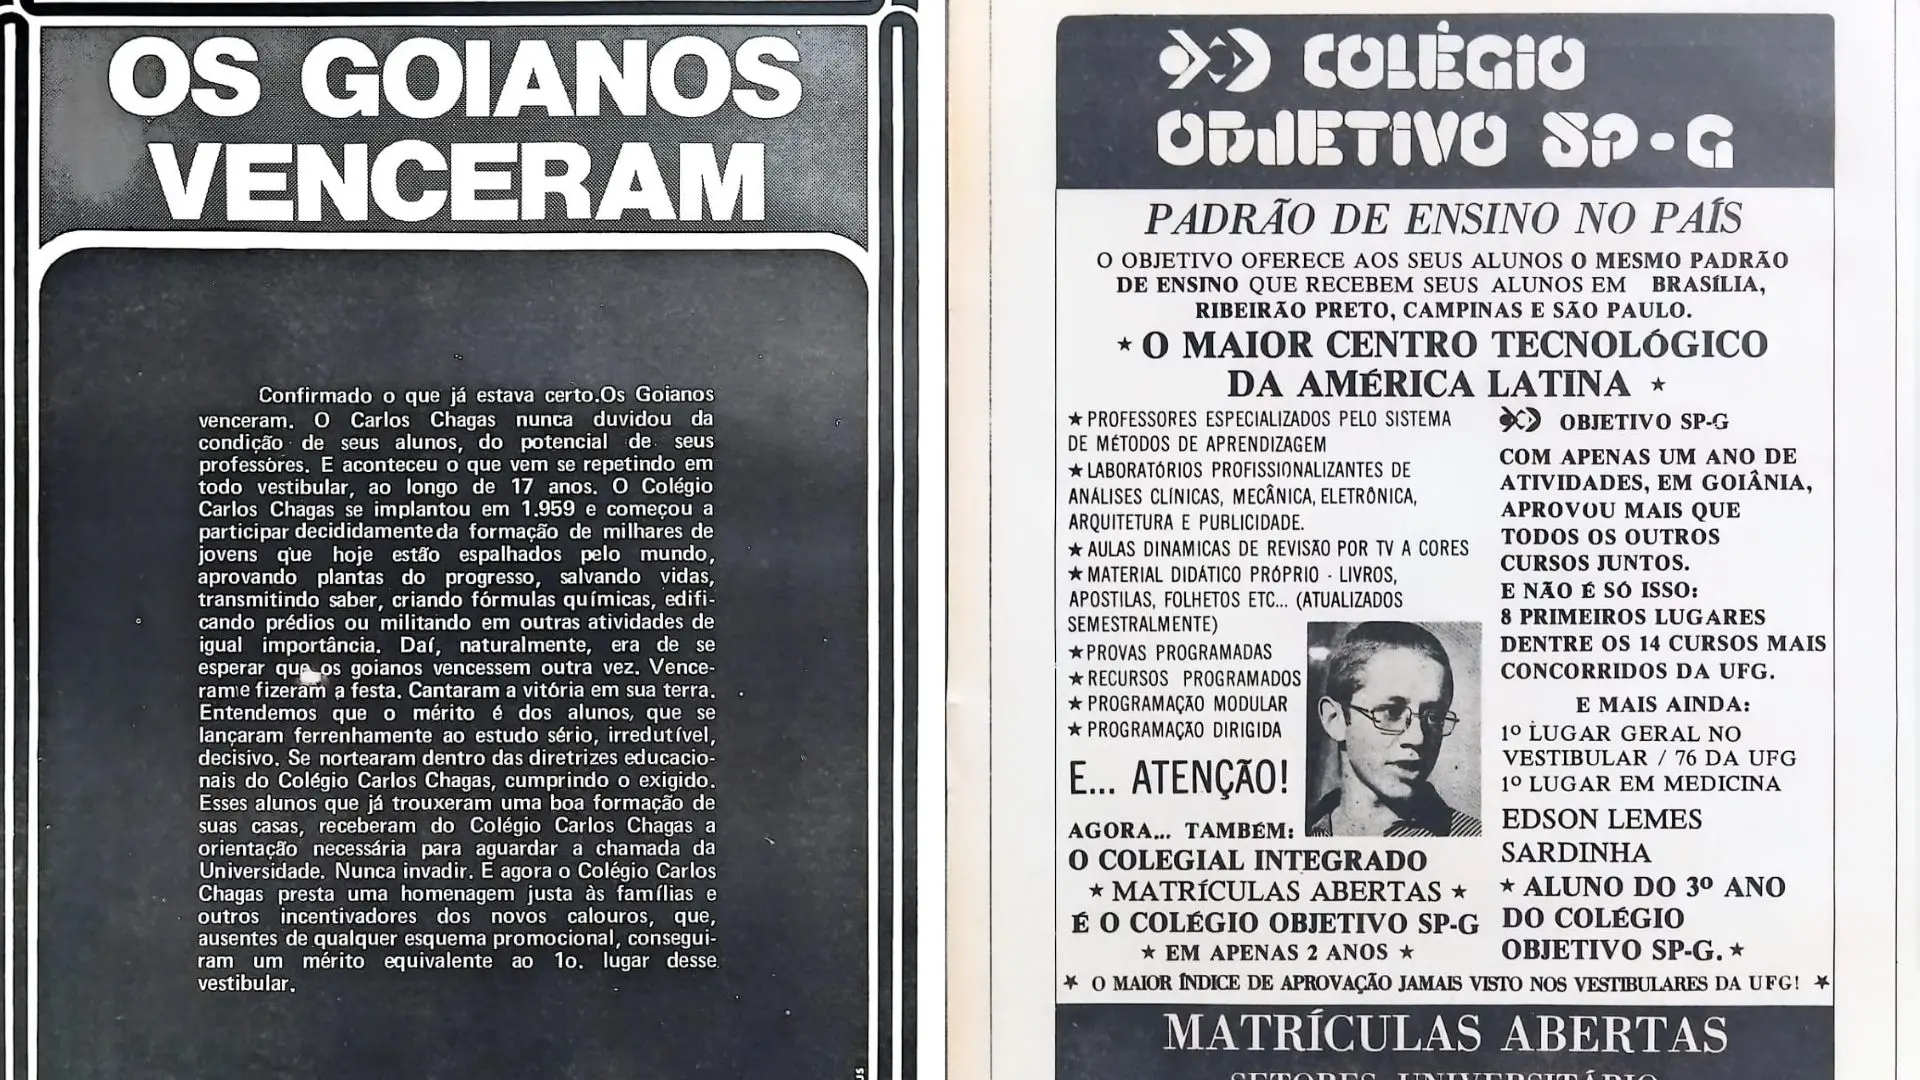 OS GOIANOS
VENCERAM
Confirmado o que já estava certo.Os Goianos
venceram. O Carlos Chagas nunca duvidou da
condição de seus alunos, do potencial de seus
professóres. E aconteceu o que vem se repetindo em
todo vestibular, ao longo de 17 anos. O Colégio
Carlos Chagas se implantou em 1.959 e começou a
participar decididamente da formação de milhares de
jovens que hoje estão espalhados pelo mundo,
aprovando plantas do progresso, salvando vidas,
transmitindo saber, criando fórmulas químicas, edifi-
cando prédios ou militando em outras atividades de
igual importância. Daí, naturalmente, era de se
esperar que os goianos vencessem outra vez. Vence-
ram e fizeram a festa. Cantaram a vitória em sua terra.
Entendemos que o mérito é dos alunos, que se
lançaram ferrenhamente ao estudo sério, irredutível,
decisivo. Se nortearam dentro das diretrizes educacio-
nais do Colégio Carlos Chagas, cumprindo o exigido.
Esses alunos que já trouxeram uma boa formação de
suas casas, receberam do Colégio Carlos Chagas a
orientação necessária para aguardar a chamada da
Universidade. Nunca invadir. E agora o Colégio Carlos
Chagas presta uma homenagem justa às famílias e
outros incentivadores dos novos calouros, que,
ausentes de qualquer esquema promocional, consegui-
ram um mérito equivalente ao 1o. lugar desse
vestibular.
COLÉGIO
OBJETIVO SP-G
PADRÃO DE ENSINO NO PAÍS
O OBJETIVO OFERECE AOS SEUS ALUNOS O MESMO PADRÃO
DE ENSINO QUE RECEBEM SEUS ALUNOS EM BRASÍLIA,
RIBEIRÃO PRETO, CAMPINAS E SÃO PAULO.
★ O MAIOR CENTRO TECNOLÓGICO
DA AMÉRICA LATINA ★
★ PROFESSORES ESPECIALIZADOS PELO SISTEMA
DE MÉTODOS DE APRENDIZAGEM
★ LABORATÓRIOS PROFISSIONALIZANTES DE
ANÁLISES CLÍNICAS, MECÂNICA, ELETRÔNICA,
ARQUITETURA E PUBLICIDADE.
★ AULAS DINAMICAS DE REVISÃO POR TV A CORES
★ MATERIAL DIDÁTICO PRÓPRIO - LIVROS,
APOSTILAS, FOLHETOS ETC... (ATUALIZADOS
SEMESTRALMENTE)
★ PROVAS PROGRAMADAS
★ RECURSOS PROGRAMADOS
★ PROGRAMAÇÃO MODULAR
★ PROGRAMAÇÃO DIRIGIDA
E... ATENÇÃO!
AGORA... TAMBÉM:
O COLEGIAL INTEGRADO
★ MATRÍCULAS ABERTAS ★
É O COLÉGIO OBJETIVO SP-G
★ EM APENAS 2 ANOS ★
OBJETIVO SP-G
COM APENAS UM ANO DE
ATIVIDADES, EM GOIÂNIA,
APROVOU MAIS QUE
TODOS OS OUTROS
CURSOS JUNTOS.
E NÃO É SÓ ISSO:
8 PRIMEIROS LUGARES
DENTRE OS 14 CURSOS MAIS
CONCORRIDOS DA UFG.
E MAIS AINDA:
1º LUGAR GERAL NO
VESTIBULAR / 76 DA UFG
1º LUGAR EM MEDICINA
EDSON LEMES
SARDINHA
★ ALUNO DO 3º ANO
DO COLÉGIO
OBJETIVO SP-G. ★
★ O MAIOR ÍNDICE DE APROVAÇÃO JAMAIS VISTO NOS VESTIBULARES DA UFG! ★
MATRÍCULAS ABERTAS
SETORES UNIVERSITÁRIO